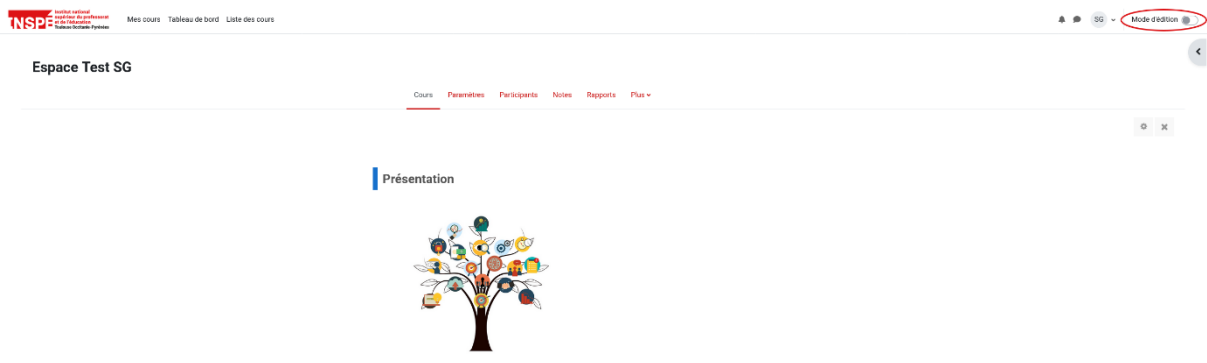 INSPÉ
Institut national
supérieur du professorat
et de l'éducation
Toulouse Occitanie-Pyrénées
Mes cours Tableau de bord Liste des cours
SG Mode d'édition
Espace Test SG
Cours Paramètres Participants Notes Rapports Plus
Présentation